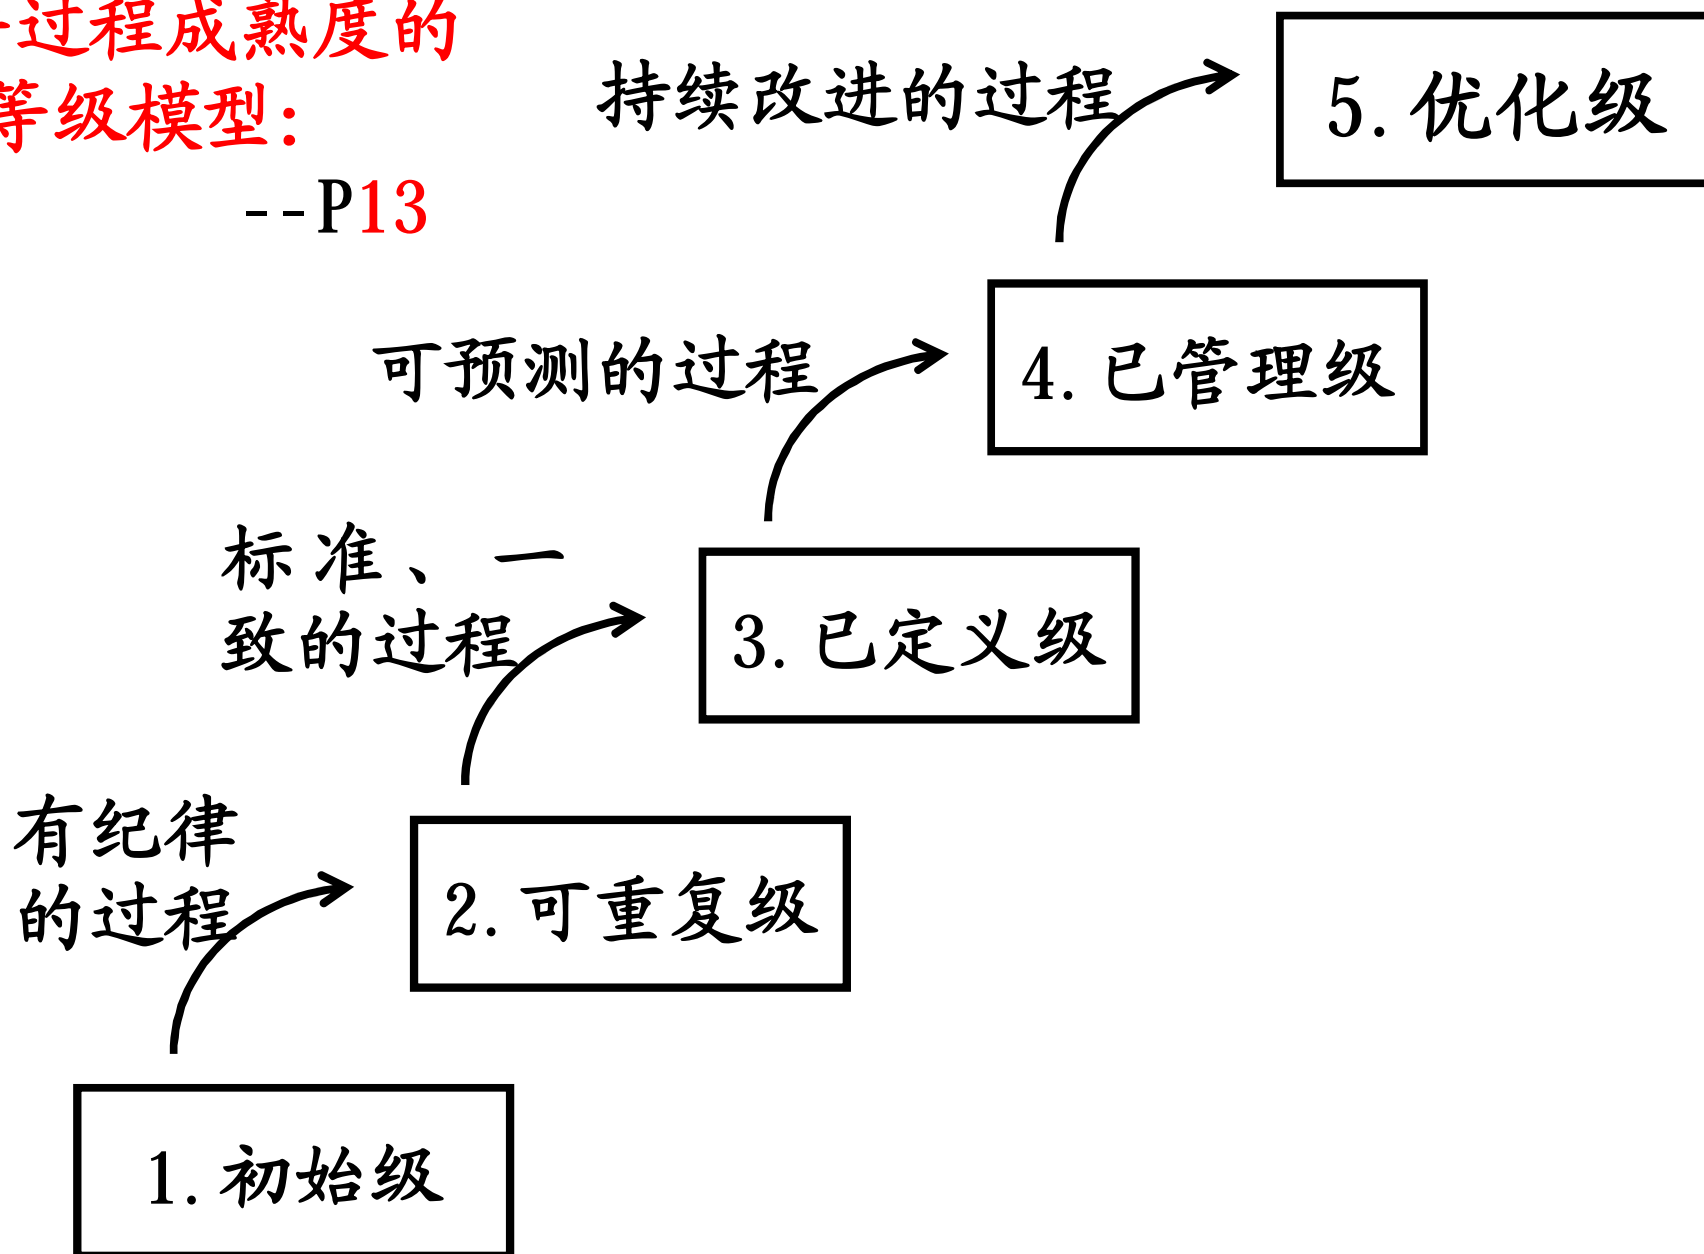 过程成熟度的
等级模型：
--P13
持续改进的过程
5.优化级
可预测的过程
4.已管理级
标准、一
致的过程
3.已定义级
有纪律
的过程
2.可重复级
1.初始级